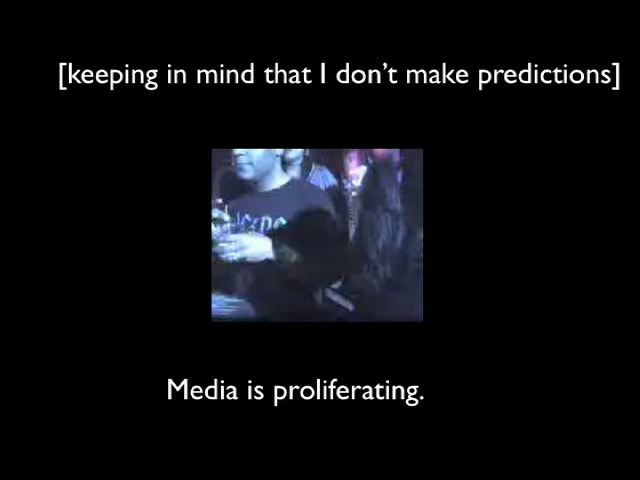 [keeping in mind that I don't make predictions]
Media is proliferating.